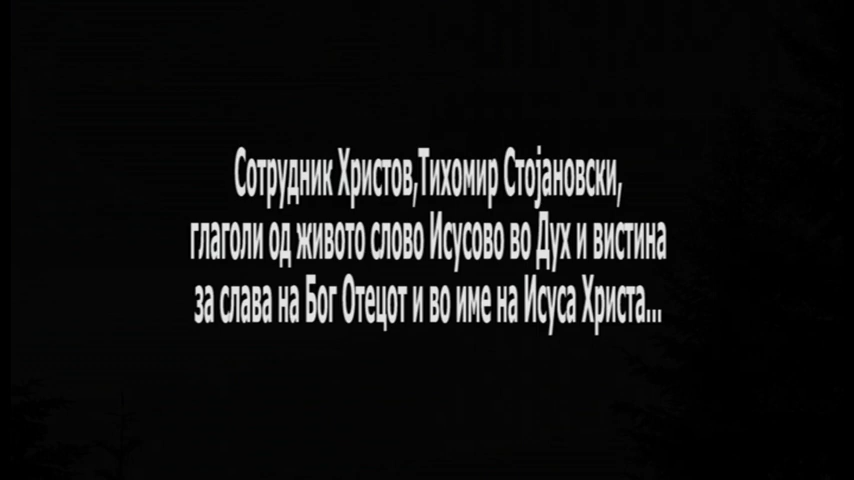 Сотрудник Христов,Тихомир Стојановски,
глаголи од живото слово Исусово во Дух и вистина
за слава на Бог Отецот и во име на Исуса Христа...